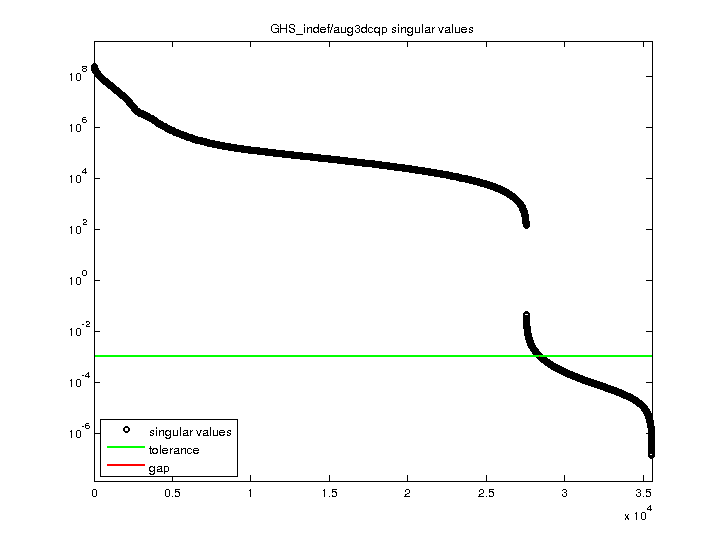 GHS_indef/aug3dcqp singular values
10^8
10^6
10^4
10^2
10^0
10^-2
10^-4
10^-6
singular values
tolerance
gap
0 0.5 1 1.5 2 2.5 3 3.5
x 10^4